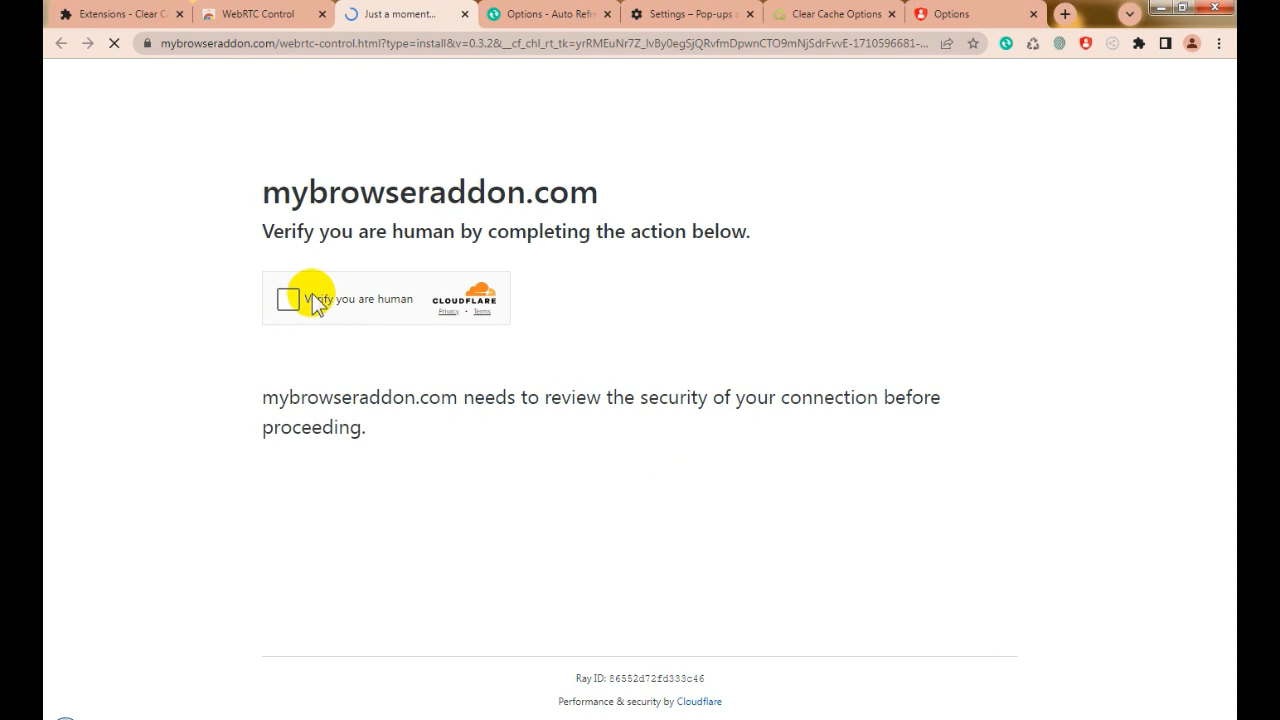 Extensions - Clear C
WebRTC Control
Just a moment...
Options - Auto Refr
Settings – Pop-ups a
Clear Cache Options
Options
mybrowseraddon.com/webrtc-control.html?type=install&v=0.3.2&__cf_chl_rt_tk=yrRMEuNr7Z_lvBy0egSjQRvfmDpwnCTO9mNjSdrFvvE-1710596681-...
mybrowseraddon.com
Verify you are human by completing the action below.
Verify you are human
CLOUDFLARE
Privacy • Terms
mybrowseraddon.com needs to review the security of your connection before
proceeding.
Ray ID: 86552d72fd333c46
Performance & security by Cloudflare